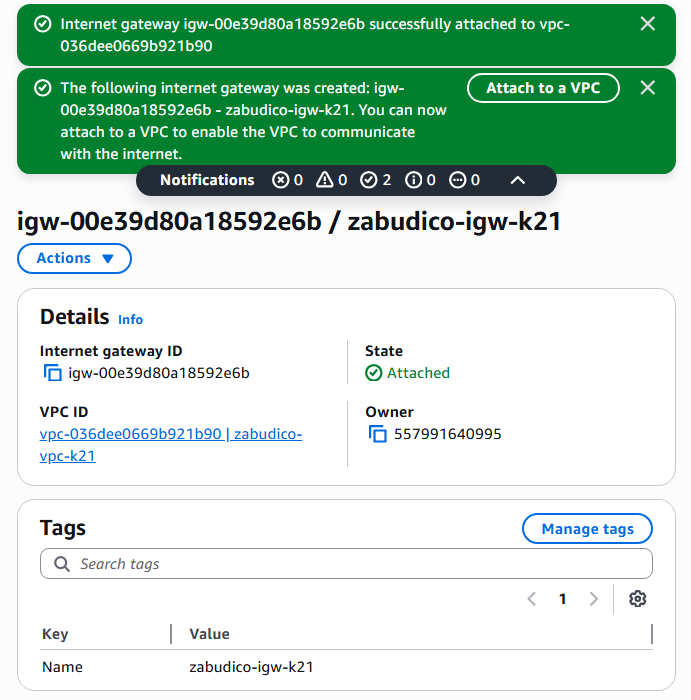 Internet gateway igw-00e39d80a18592e6b successfully attached to vpc-
036dee0669b921b90
The following internet gateway was created: igw-
00e39d80a18592e6b - zabudico-igw-k21. You can now
attach to a VPC to enable the VPC to communicate
with the internet.
Attach to a VPC
Notifications 0 0 2 0 0
igw-00e39d80a18592e6b / zabudico-igw-k21
Actions
Details Info
Internet gateway ID
igw-00e39d80a18592e6b
State
Attached
VPC ID
vpc-036dee0669b921b90 | zabudico-
vpc-k21
Owner
557991640995
Tags
Manage tags
Search tags
1
Key Value
Name zabudico-igw-k21